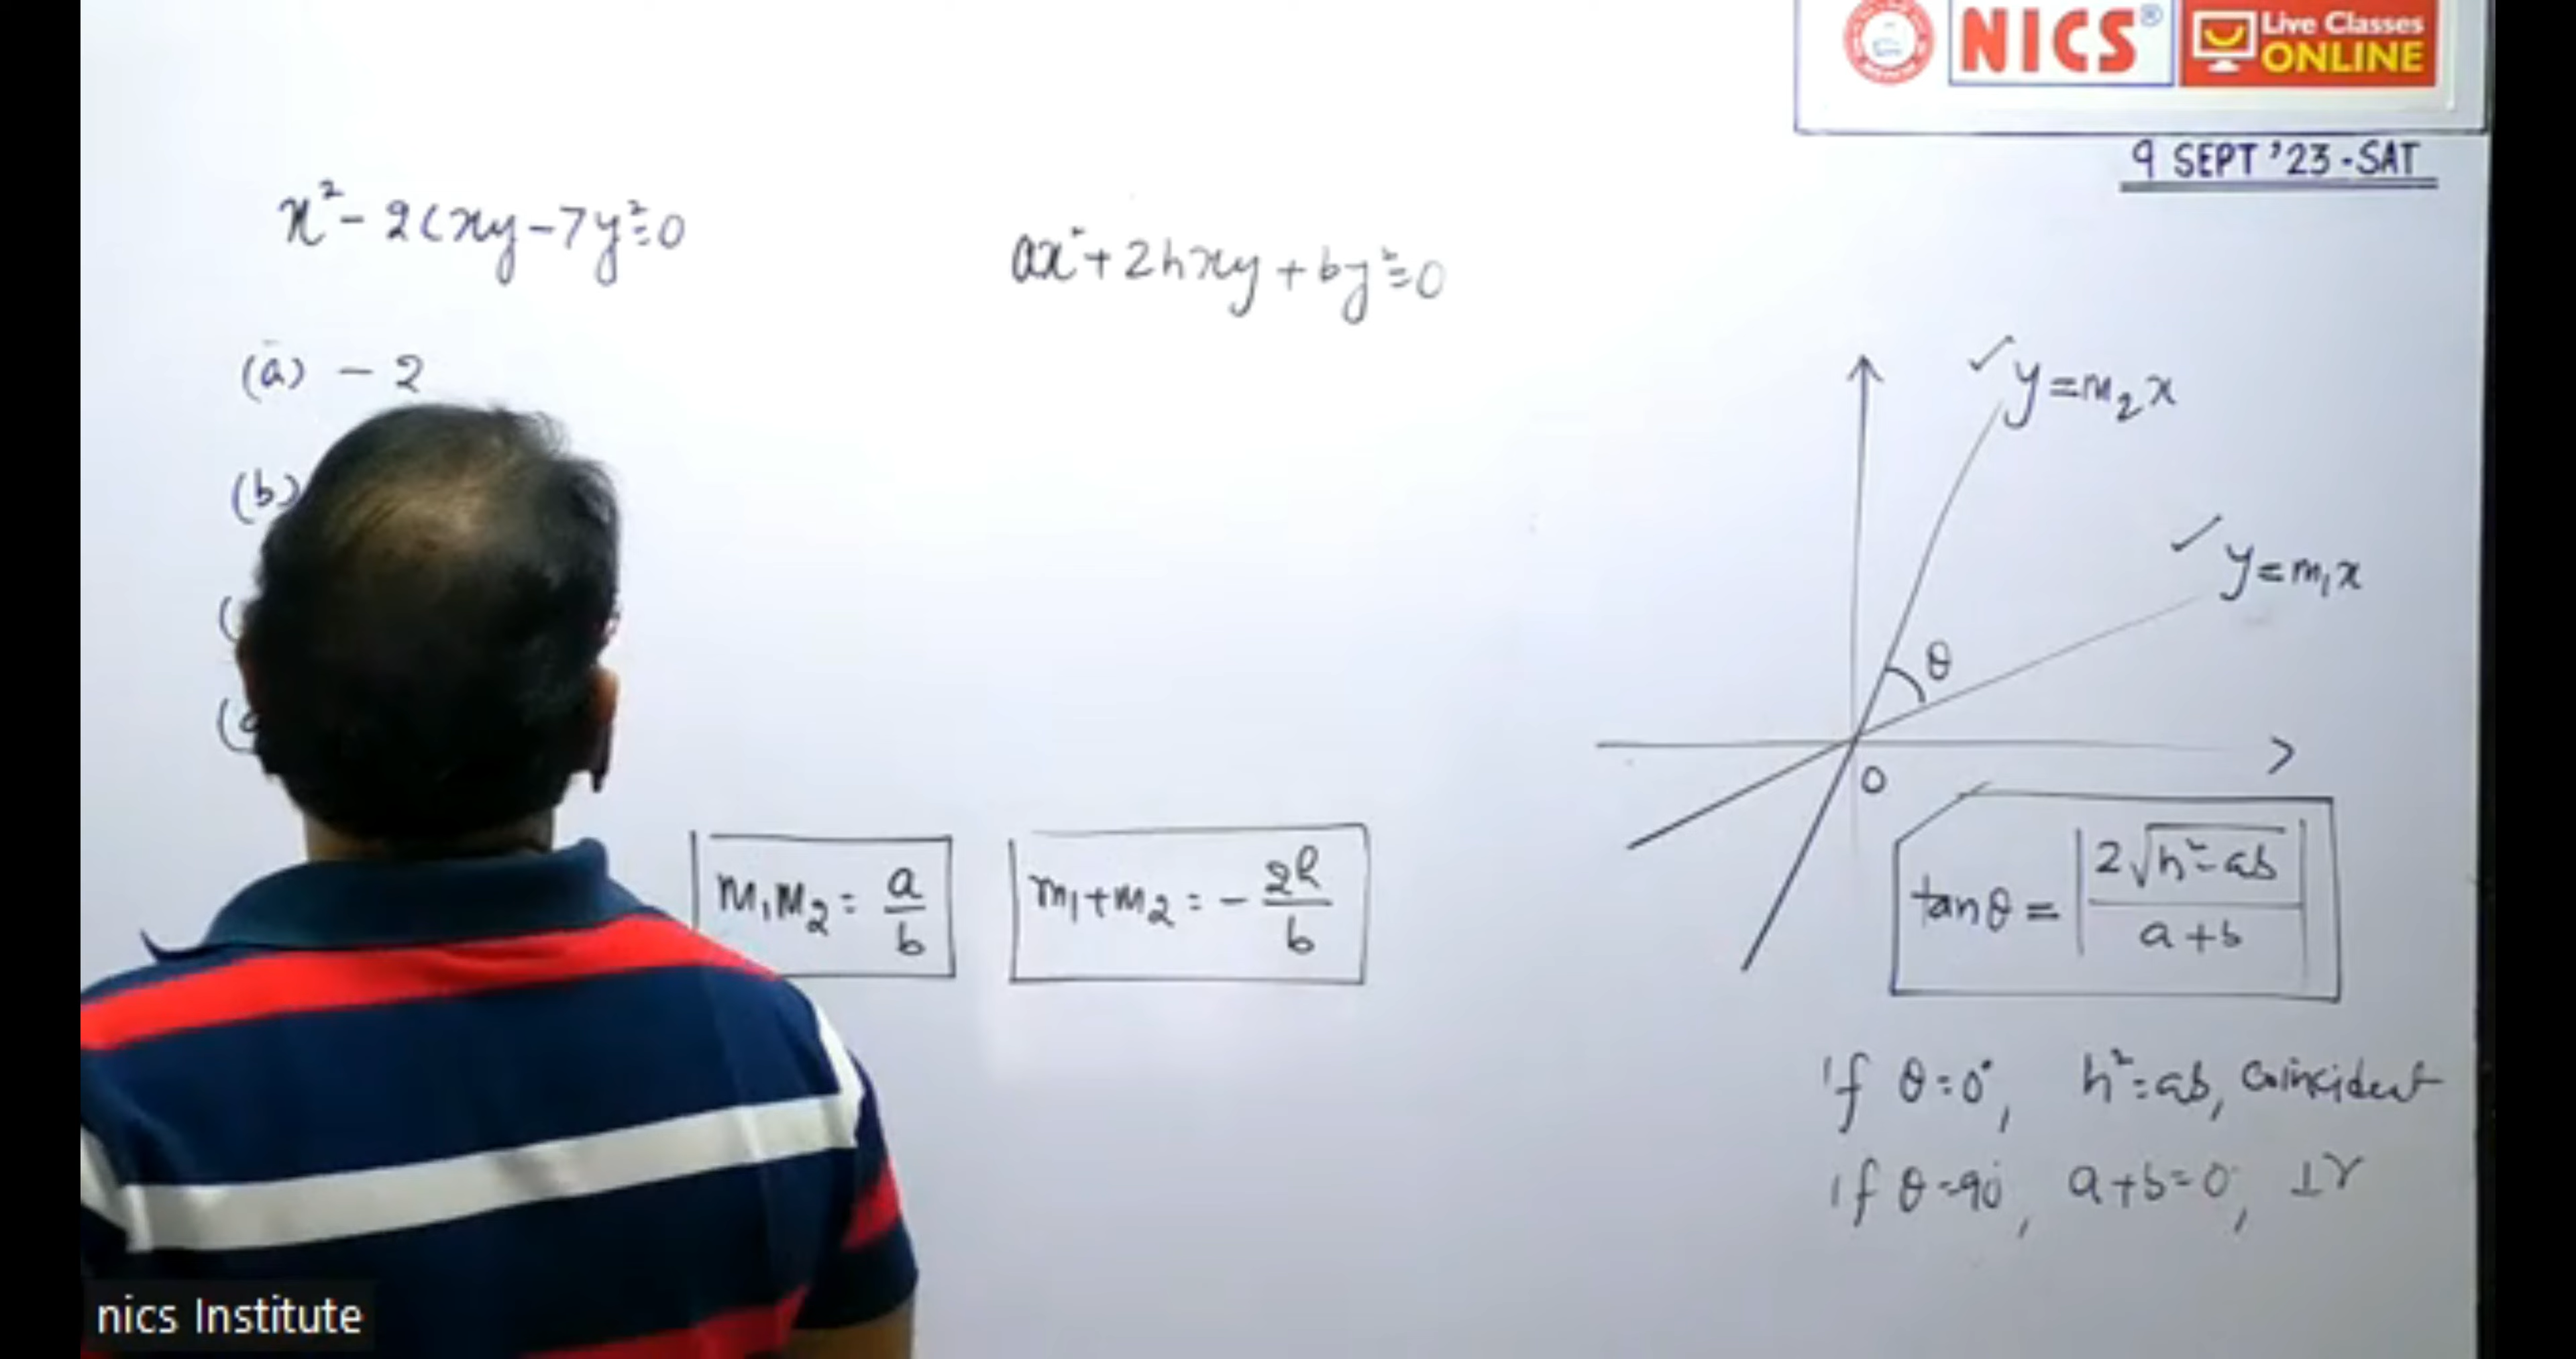 NICS®
Live Classes
ONLINE
9 SEPT '23 - SAT
x² - 2cxy - 7y² = 0
ax² + 2hxy + by² = 0
(a) - 2
(b)
y = m₂x
y = m₁x
θ
O
m₁m₂ = a/b
m₁ + m₂ = - 2h/b
tanθ = |2√(h² - ab) / (a + b)|
if θ = 0°, h² = ab, Coincident
if θ = 90°, a + b = 0, ⊥r
nics Institute